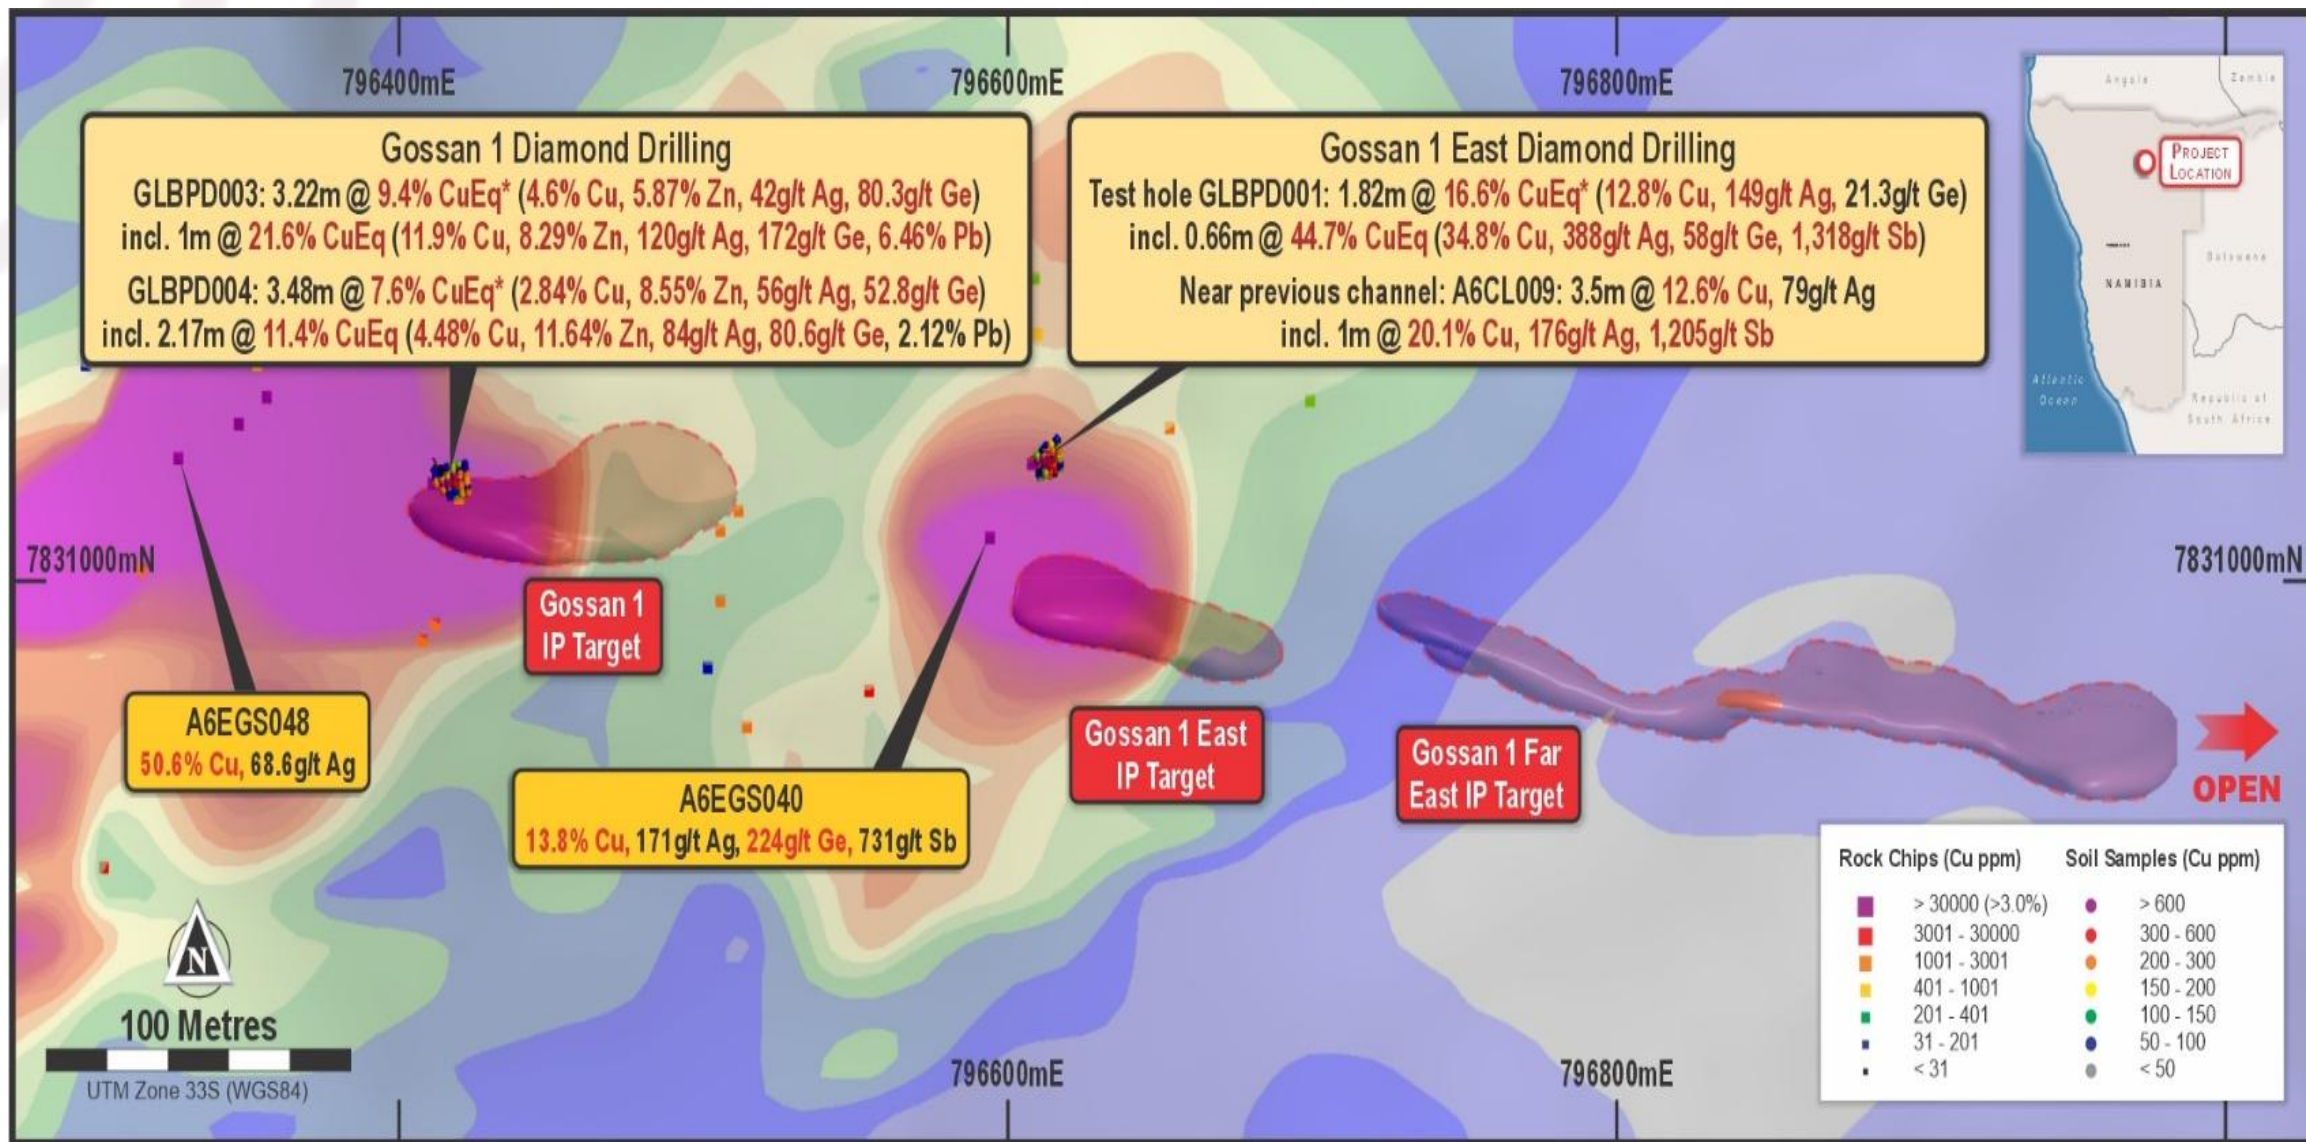 796400mE
796600mE
796800mE
Gossan 1 Diamond Drilling
GLBPD003: 3.22m @ 9.4% CuEq* (4.6% Cu, 5.87% Zn, 42g/t Ag, 80.3g/t Ge)
incl. 1m @ 21.6% CuEq (11.9% Cu, 8.29% Zn, 120g/t Ag, 172g/t Ge, 6.46% Pb)
GLBPD004: 3.48m @ 7.6% CuEq* (2.84% Cu, 8.55% Zn, 56g/t Ag, 52.8g/t Ge)
incl. 2.17m @ 11.4% CuEq (4.48% Cu, 11.64% Zn, 84g/t Ag, 80.6g/t Ge, 2.12% Pb)
Gossan 1 East Diamond Drilling
Test hole GLBPD001: 1.82m @ 16.6% CuEq* (12.8% Cu, 149g/t Ag, 21.3g/t Ge)
incl. 0.66m @ 44.7% CuEq (34.8% Cu, 388g/t Ag, 58g/t Ge, 1,318g/t Sb)
Near previous channel: A6CL009: 3.5m @ 12.6% Cu, 79g/t Ag
incl. 1m @ 20.1% Cu, 176g/t Ag, 1,205g/t Sb
Angola
Zambia
PROJECT
LOCATION
NAMIBIA
Botswana
Atlantic
Ocean
Republic of
South Africa
7831000mN
7831000mN
Gossan 1
IP Target
A6EGS048
50.6% Cu, 68.6g/t Ag
A6EGS040
13.8% Cu, 171g/t Ag, 224g/t Ge, 731g/t Sb
Gossan 1 East
IP Target
Gossan 1 Far
East IP Target
OPEN
N
100 Metres
UTM Zone 33S (WGS84)
796600mE
796800mE
Rock Chips (Cu ppm)
> 30000 (>3.0%)
3001 - 30000
1001 - 3001
401 - 1001
201 - 401
31 - 201
< 31
Soil Samples (Cu ppm)
> 600
300 - 600
200 - 300
150 - 200
100 - 150
50 - 100
< 50